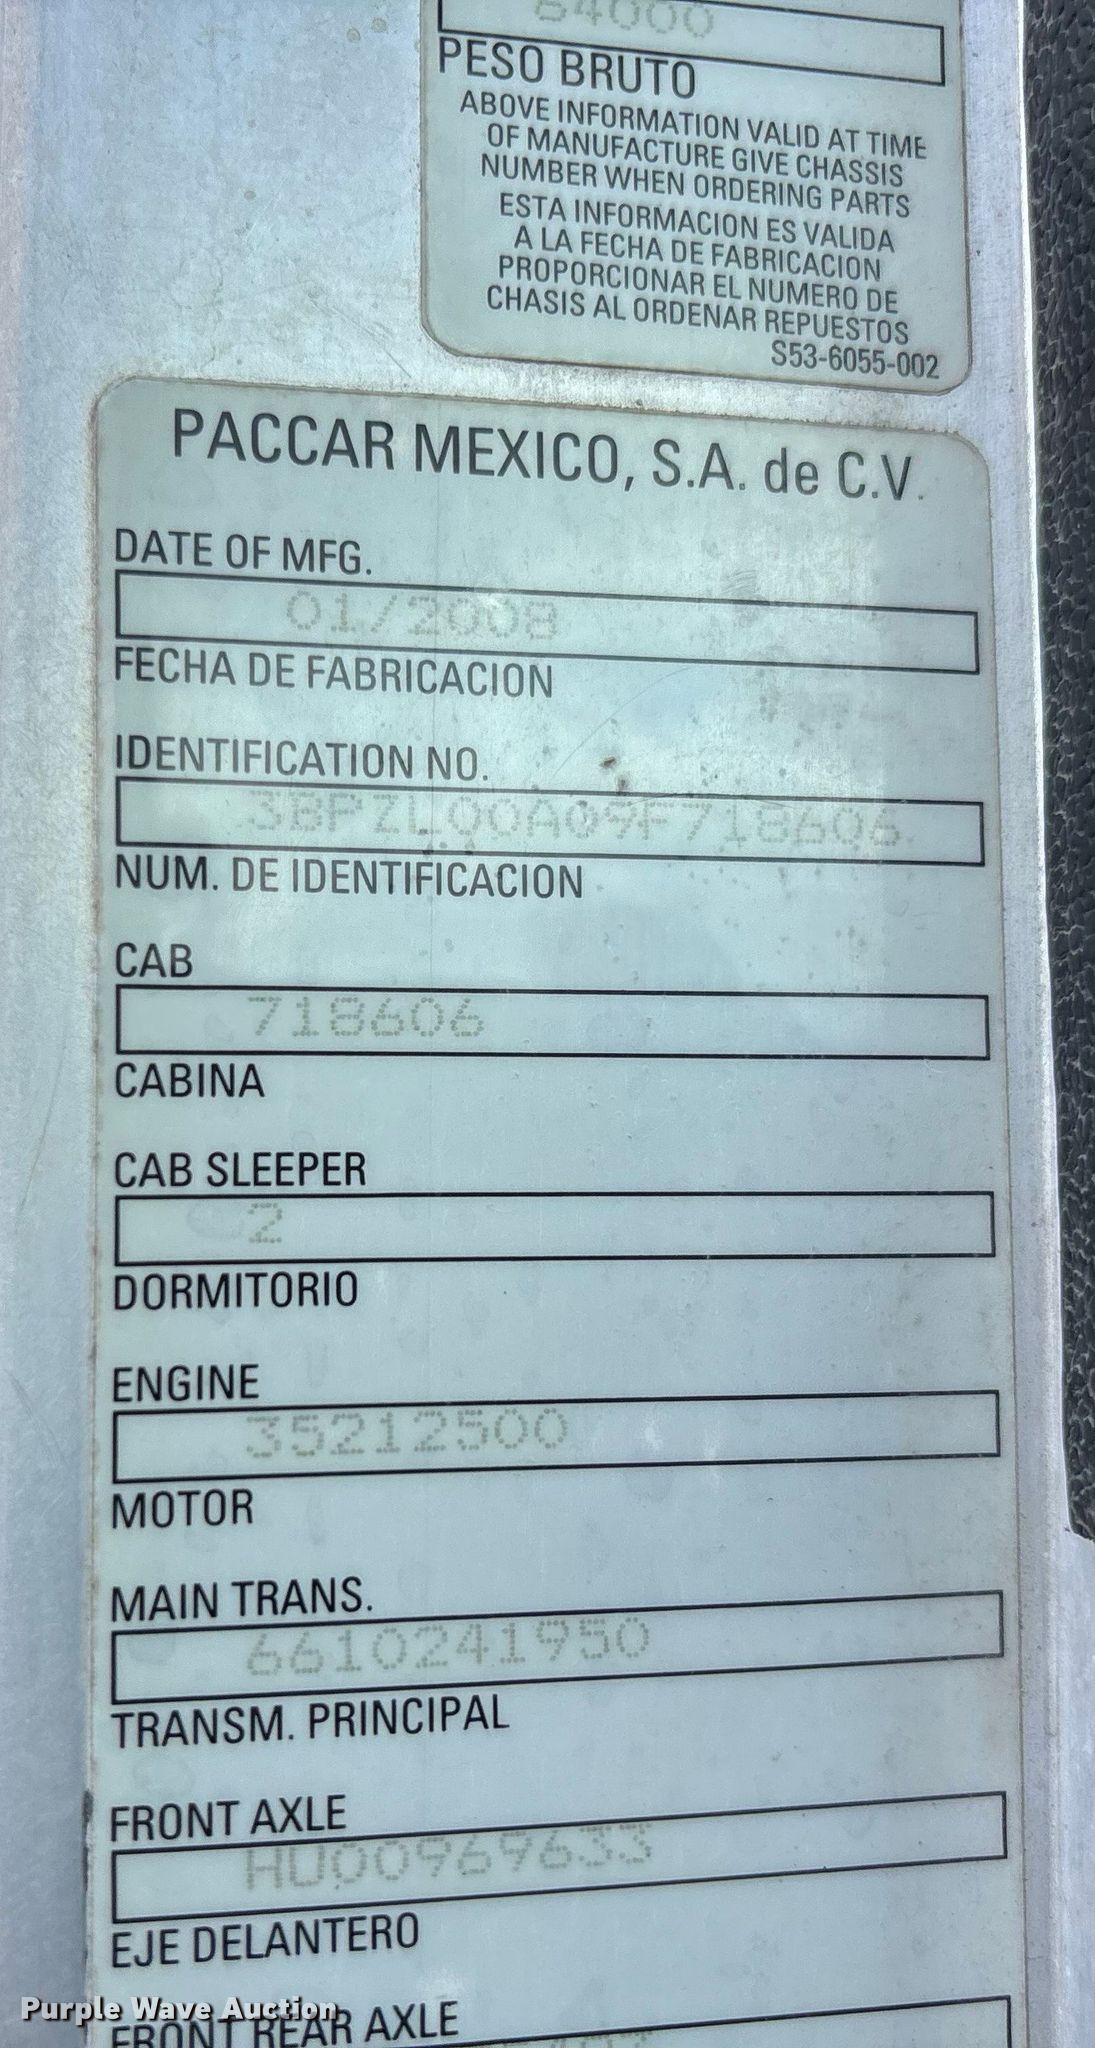 64000
PESO BRUTO
ABOVE INFORMATION VALID AT TIME
OF MANUFACTURE GIVE CHASSIS
NUMBER WHEN ORDERING PARTS
ESTA INFORMACION ES VALIDA
A LA FECHA DE FABRICACION
PROPORCIONAR EL NUMERO DE
CHASIS AL ORDENAR REPUESTOS
S53-6055-002
PACCAR MEXICO, S.A. de C.V.
DATE OF MFG.
01/2008
FECHA DE FABRICACION
IDENTIFICATION NO.
3BPZL00A09F718606
NUM. DE IDENTIFICACION
CAB
718606
CABINA
CAB SLEEPER
2
DORMITORIO
ENGINE
35212500
MOTOR
MAIN TRANS.
6610241950
TRANSM. PRINCIPAL
FRONT AXLE
HU00969633
EJE DELANTERO
FRONT REAR AXLE
Purple Wave Auction